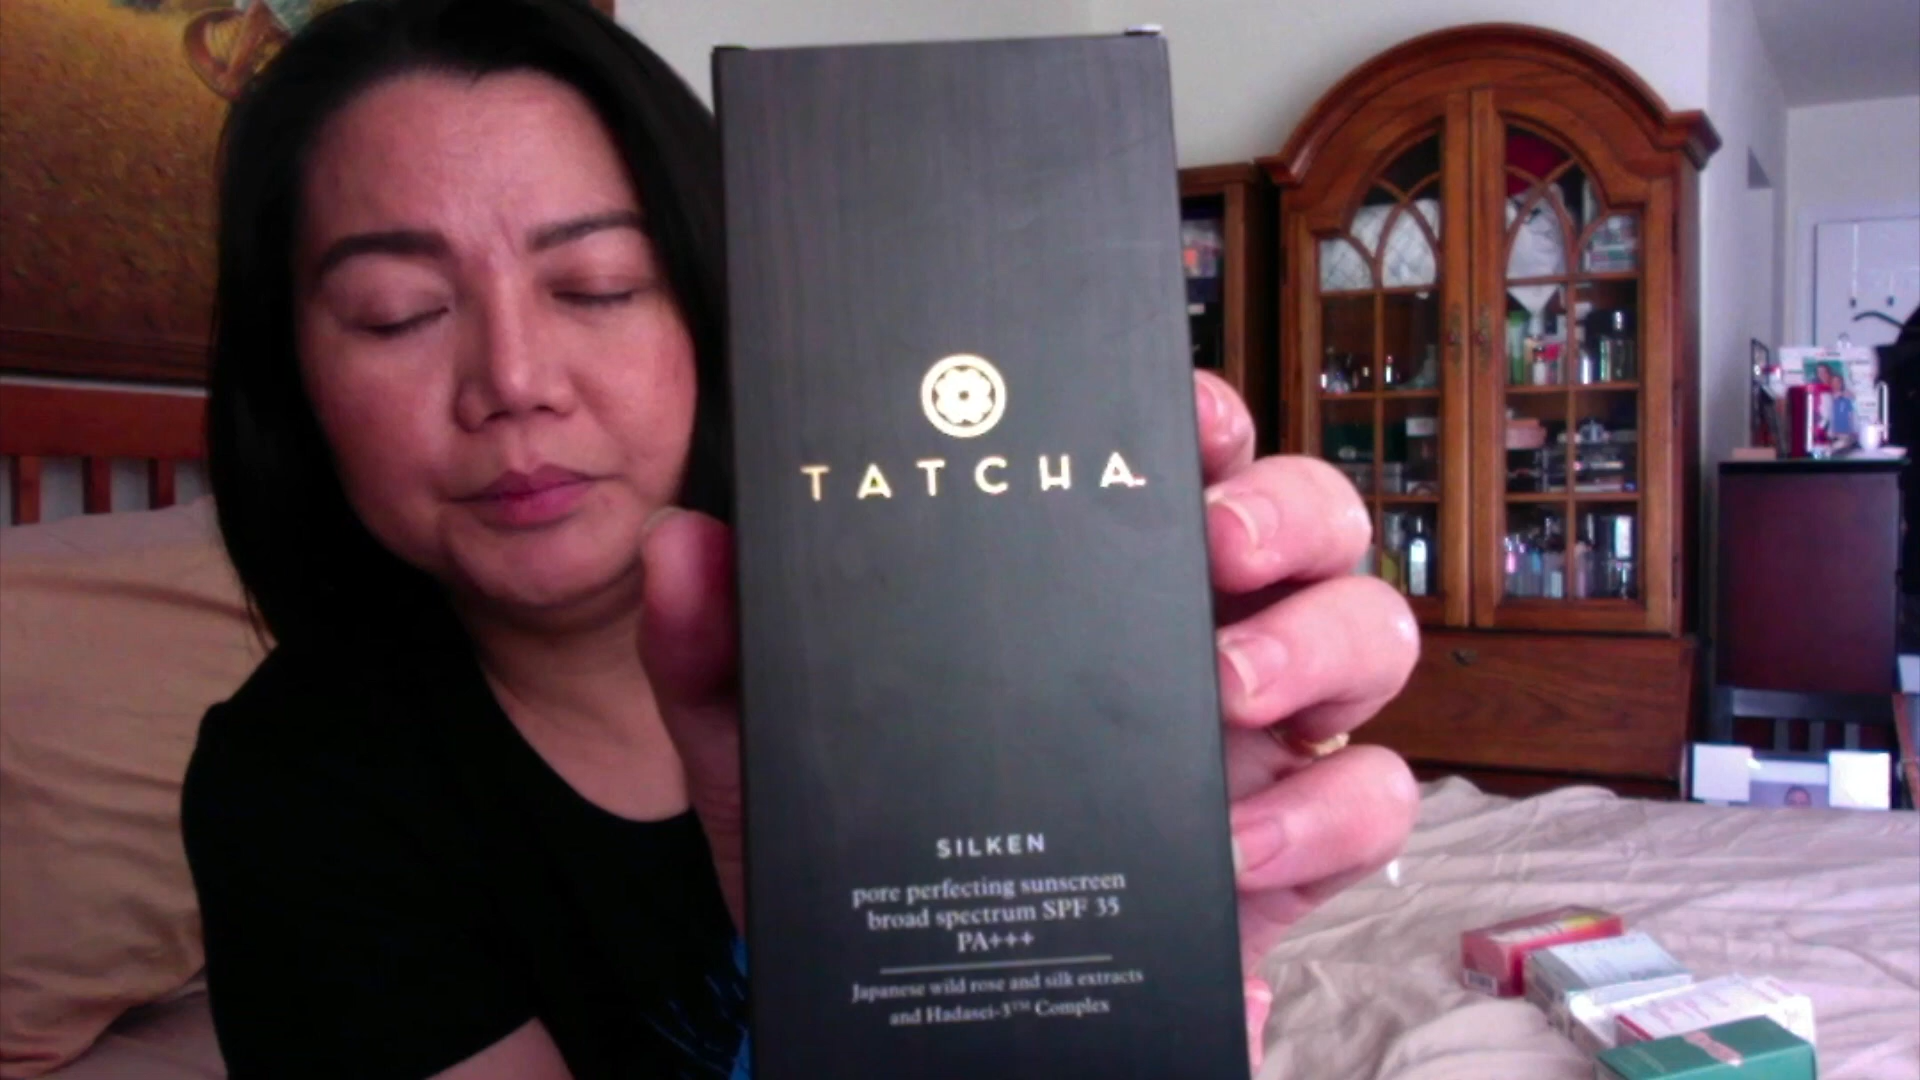 TATCHA
SILKEN
pore perfecting sunscreen
broad spectrum SPF 35
PA+++
Japanese wild rose and silk extracts
and Hadasei-3™ Complex